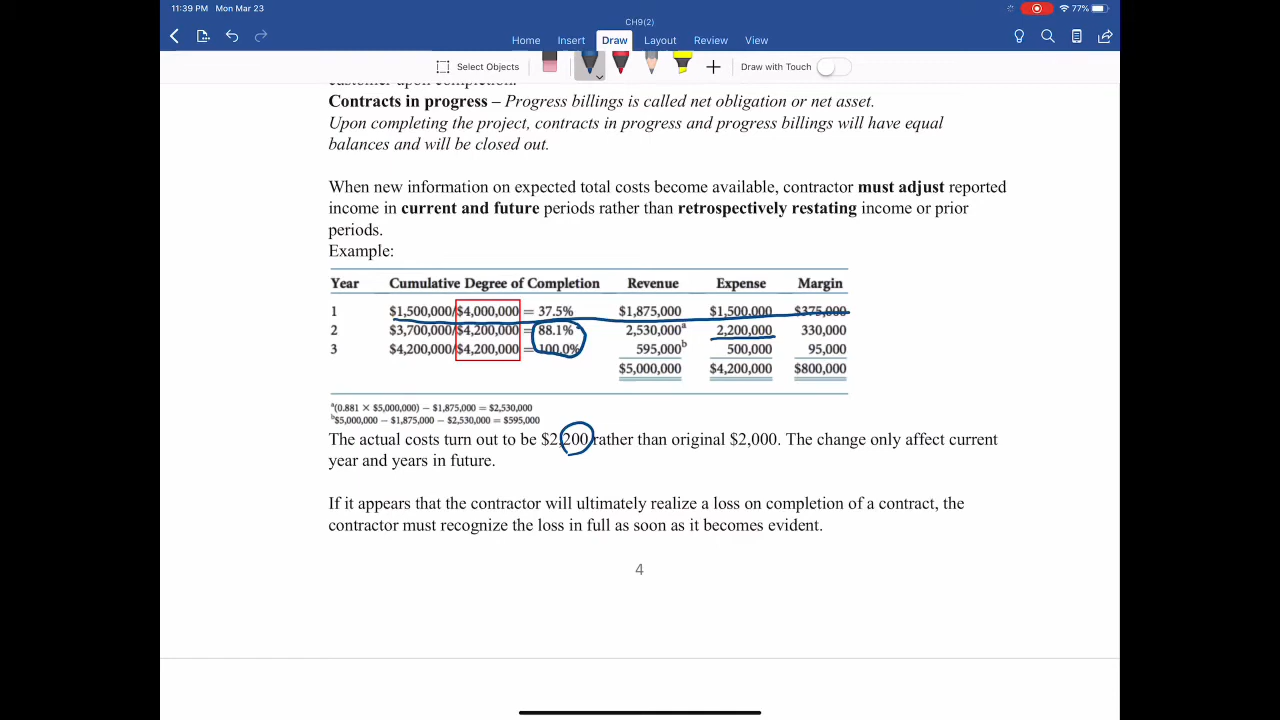 11:39 PM Mon Mar 23
77%
CH9(2)
Home Insert Draw Layout Review View
Select Objects
Draw with Touch
customer upon completion.
Contracts in progress – Progress billings is called net obligation or net asset.
Upon completing the project, contracts in progress and progress billings will have equal
balances and will be closed out.
When new information on expected total costs become available, contractor must adjust reported
income in current and future periods rather than retrospectively restating income or prior
periods.
Example:
Year Cumulative Degree of Completion Revenue Expense Margin
1 $1,500,000/$4,000,000 = 37.5% $1,875,000 $1,500,000 $375,000
2 $3,700,000/$4,200,000 = 88.1% 2,530,000a 2,200,000 330,000
3 $4,200,000/$4,200,000 = 100.0% 595,000b 500,000 95,000
$5,000,000 $4,200,000 $800,000
a(0.881 × $5,000,000) − $1,875,000 = $2,530,000
b$5,000,000 − $1,875,000 − $2,530,000 = $595,000
The actual costs turn out to be $2,200 rather than original $2,000. The change only affect current
year and years in future.
If it appears that the contractor will ultimately realize a loss on completion of a contract, the
contractor must recognize the loss in full as soon as it becomes evident.
4